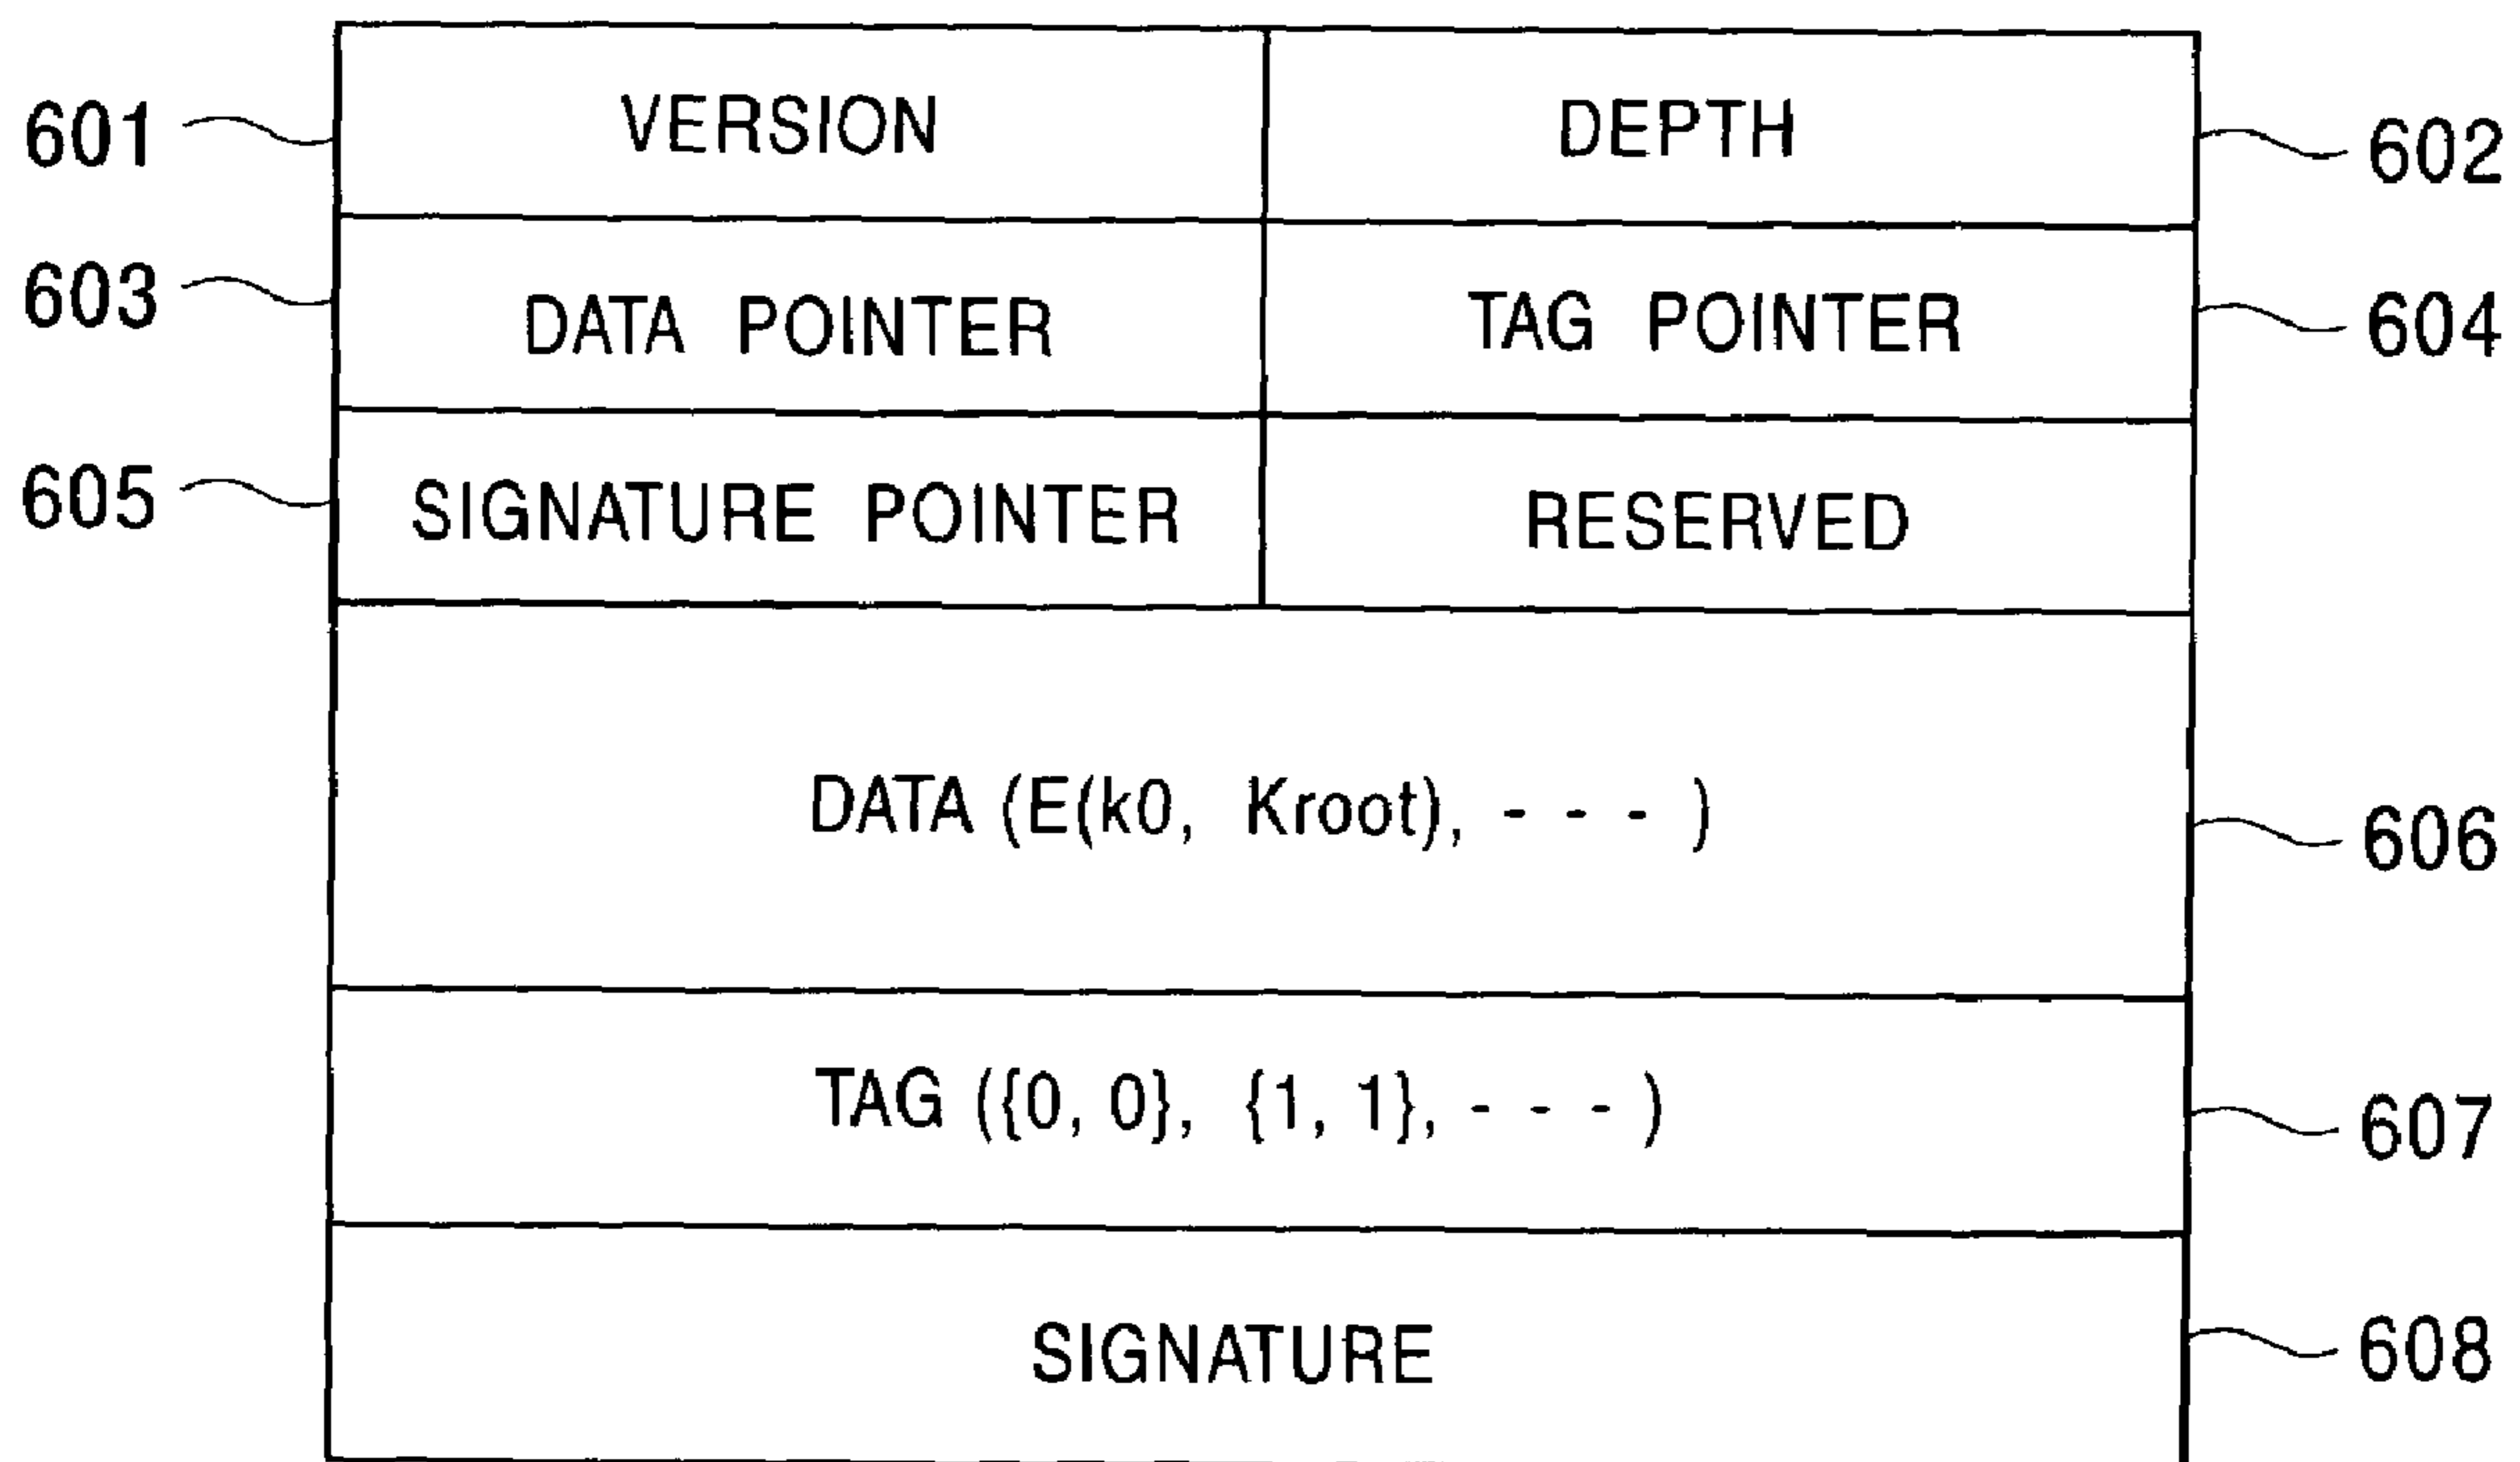 601 VERSION DEPTH 602
603 DATA POINTER TAG POINTER 604
605 SIGNATURE POINTER RESERVED
DATA (E(k0, Kroot), - - - ) 606
TAG ({0, 0}, {1, 1}, - - - ) 607
SIGNATURE 608